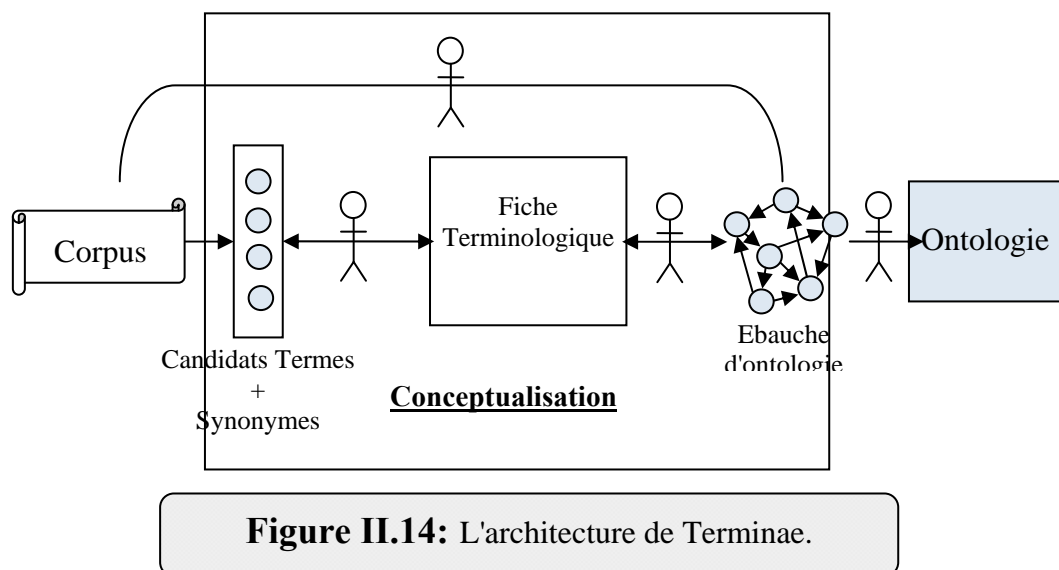 Corpus
Candidats Termes
+
Synonymes
Fiche
Terminologique
Ebauche
d'ontologie
Ontologie
Conceptualisation
Figure II.14: L'architecture de Terminae.